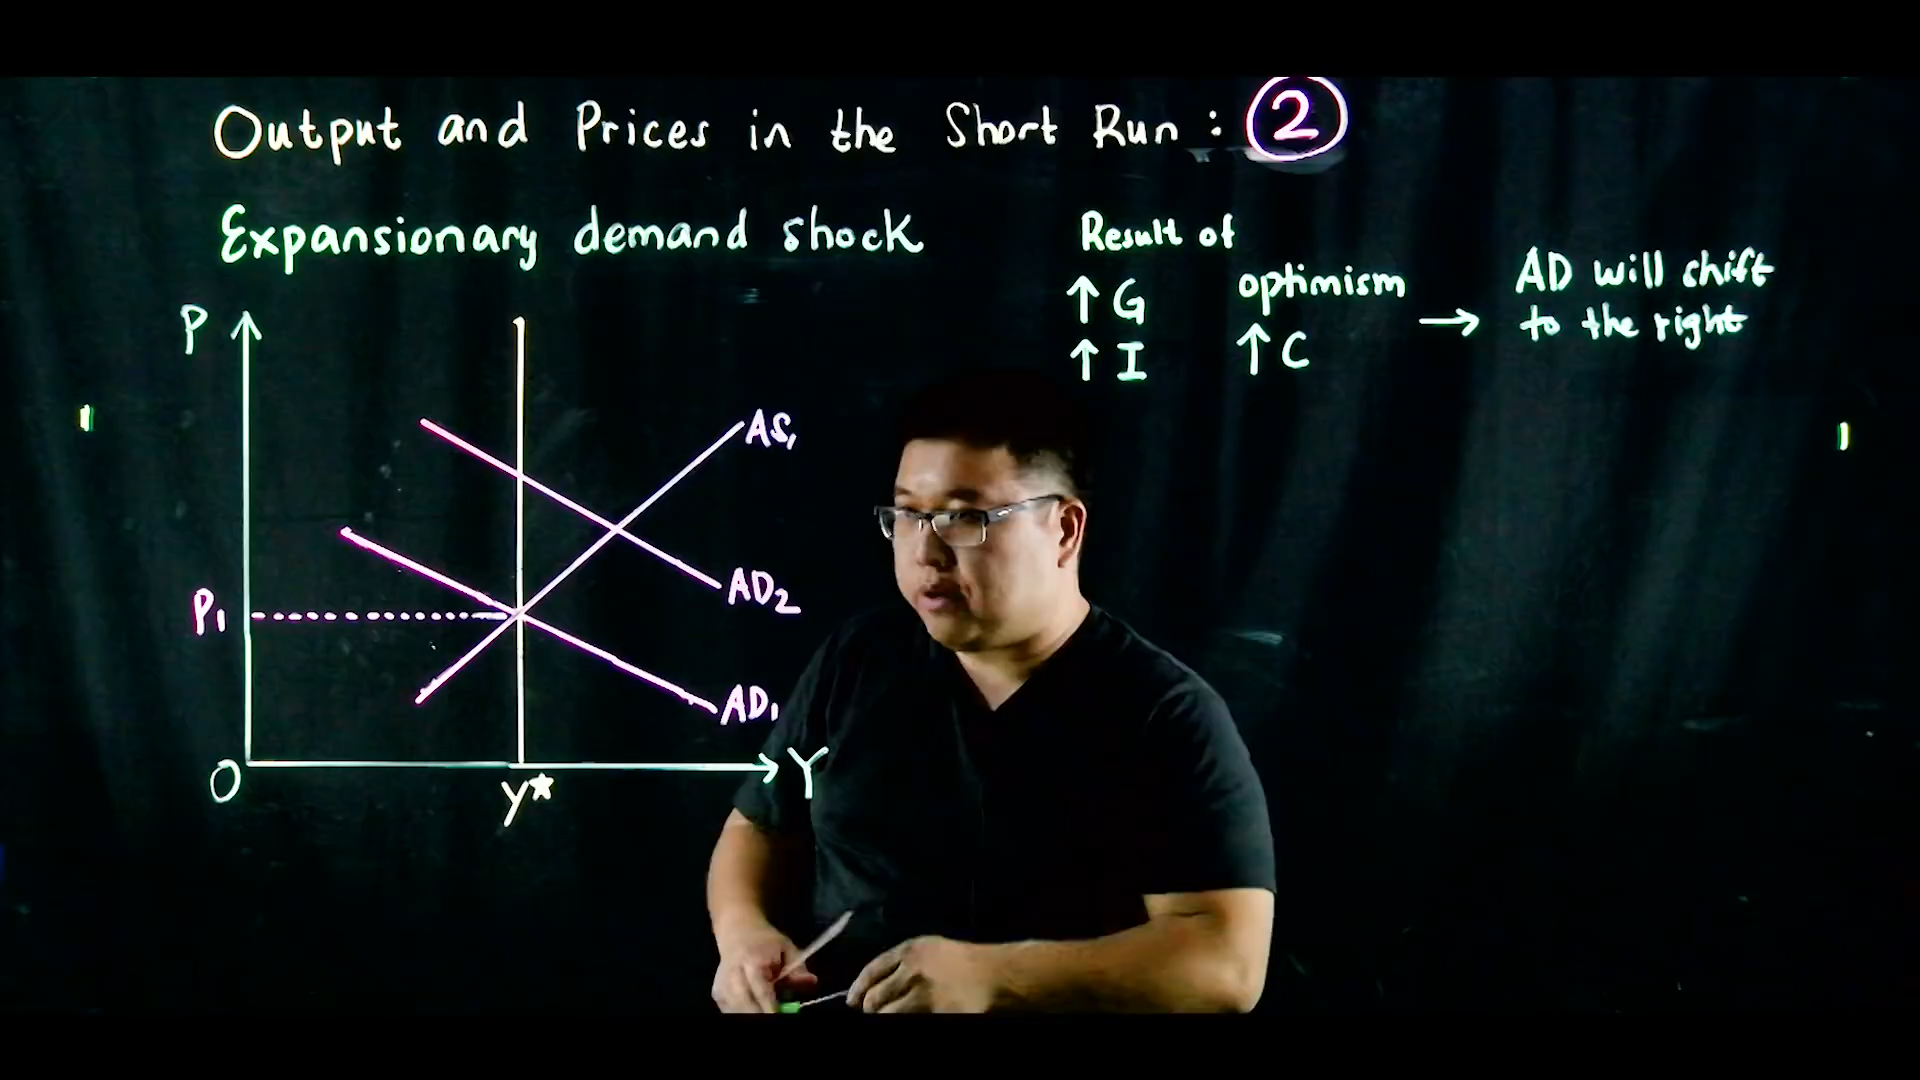 Output and Prices in the Short Run : 2
Expansionary demand shock
Result of
↑ G
↑ I
optimism
↑ C
→
AD will shift
to the right
P
AS₁
AD₂
P₁
AD₁
O
Y*
Y